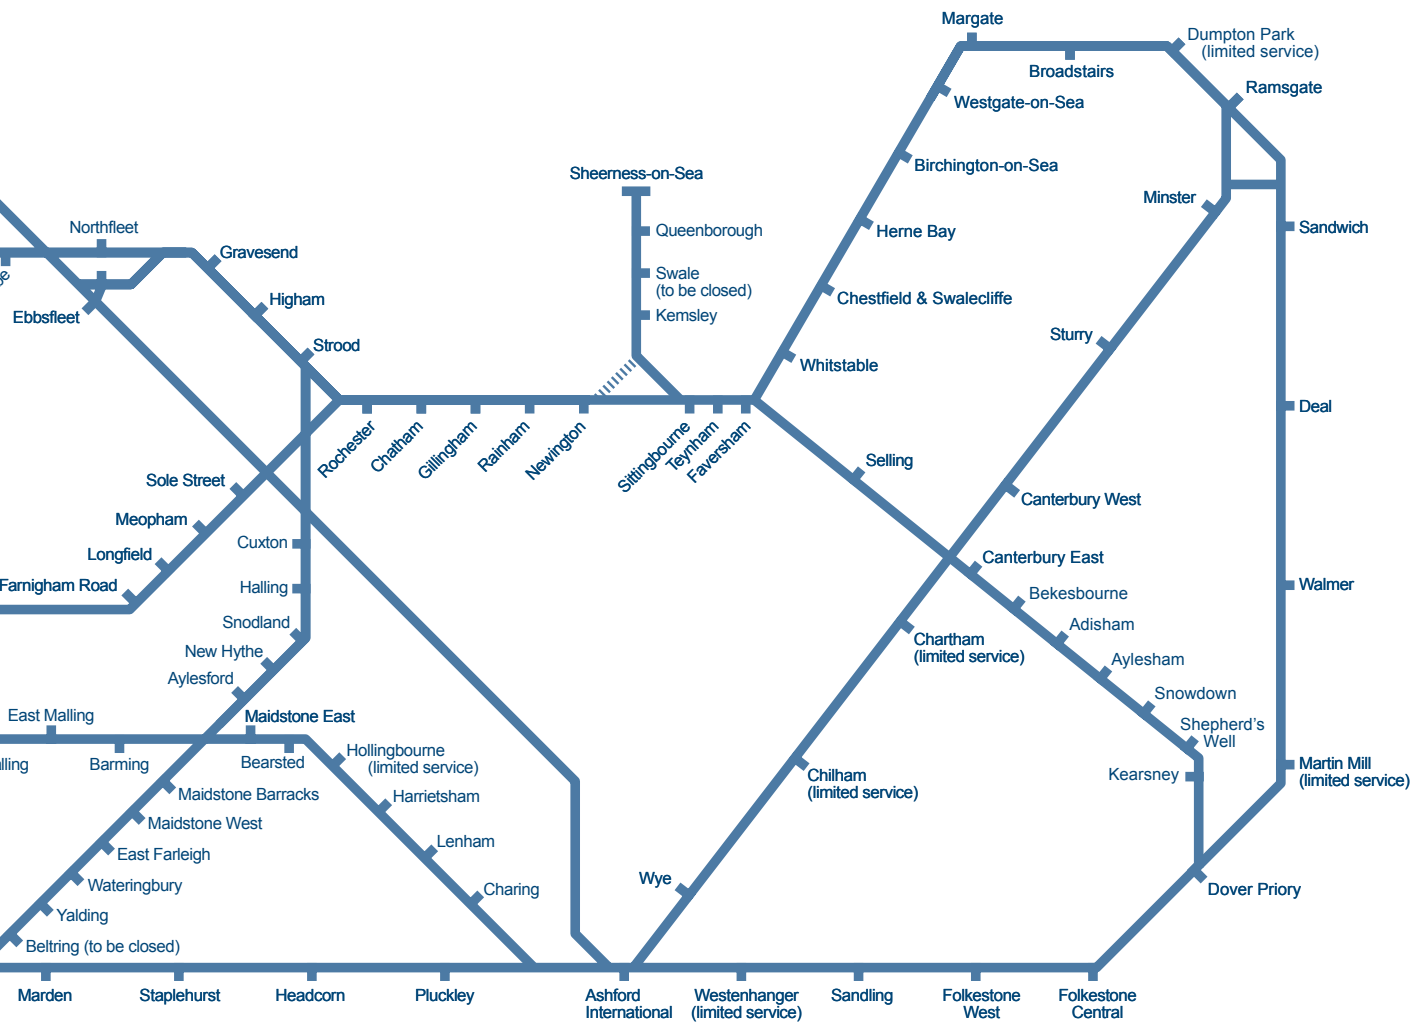 Margate
Dumpton Park
(limited service)
Broadstairs
Ramsgate
Westgate-on-Sea
Birchington-on-Sea
Sheerness-on-Sea
Minster
Northfleet
Queenborough
Herne Bay
Sandwich
Gravesend
Swale
(to be closed)
Higham
Chestfield & Swalecliffe
Ebbsfleet
Kemsley
Sturry
Strood
Whitstable
Deal
Rochester
Chatham
Gillingham
Rainham
Newington
Sittingbourne
Teynham
Faversham
Selling
Sole Street
Canterbury West
Meopham
Cuxton
Longfield
Canterbury East
Farnigham Road
Halling
Bekesbourne
Walmer
Snodland
Adisham
New Hythe
Chartham
(limited service)
Aylesham
Aylesford
Snowdown
East Malling
Maidstone East
Shepherd’s
Well
Hollingbourne
(limited service)
lling
Barming
Bearsted
Kearsney
Martin Mill
(limited service)
Chilham
(limited service)
Maidstone Barracks
Harrietsham
Maidstone West
Lenham
East Farleigh
Wateringbury
Charing
Wye
Dover Priory
Yalding
Beltring (to be closed)
Marden
Staplehurst
Headcorn
Pluckley
Ashford
International
Westenhanger
(limited service)
Sandling
Folkestone
West
Folkestone
Central